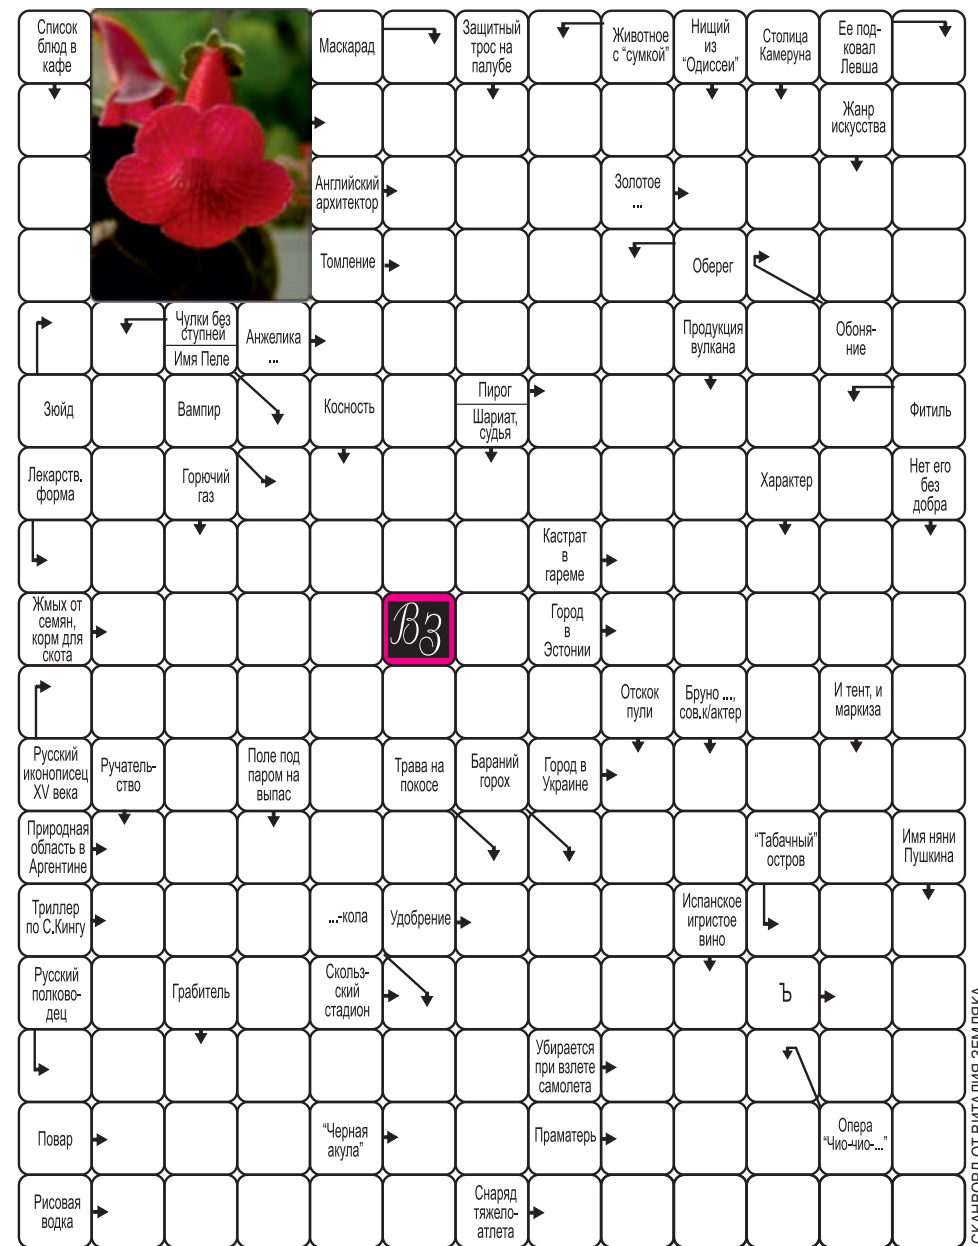 Список
блюд в
кафе
Маскарад
Защитный
трос на
палубе
Животное
с "сумкой"
Нищий
из
"Одиссеи"
Столица
Камеруна
Ее под-
ковал
Левша
Жанр
искусства
Английский
архитектор
Золотое
...
Томление
Оберег
Чулки без
ступней
Имя Пеле
Анжелика
...
Продукция
вулкана
Обоня-
ние
Зюйд
Вампир
Косность
Пирог
Шариат,
судья
Фитиль
Лекарств.
форма
Горючий
газ
Характер
Нет его
без
добра
Кастрат
в
гареме
Жмых от
семян,
корм для
скота
ВЗ
Город
в
Эстонии
Отскок
пули
Бруно ...,
сов.к/актер
И тент, и
маркиза
Русский
иконописец
XV века
Ручатель-
ство
Поле под
паром на
выпас
Трава на
покосе
Бараний
горох
Город в
Украине
Природная
область в
Аргентине
"Табачный"
остров
Имя няни
Пушкина
Триллер
по С.Кингу
...-кола
Удобрение
Испанское
игристое
вино
Русский
полково-
дец
Грабитель
Скольз-
ский
стадион
Ъ
Убирается
при взлете
самолета
Повар
"Черная
акула"
Праматерь
Опера
"Чио-чио-..."
Рисовая
водка
Снаряд
тяжело-
атлета
СКАНВОРД ОТ ВИТАЛИЯ ЗЕМЛЯКА